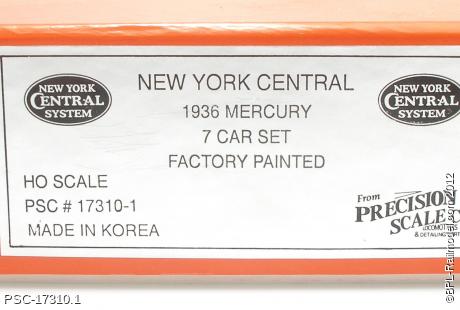 NEW YORK
CENTRAL
SYSTEM
NEW YORK CENTRAL
1936 MERCURY
7 CAR SET
FACTORY PAINTED
NEW YORK
CENTRAL
SYSTEM
HO SCALE
PSC # 17310-1
MADE IN KOREA
From
PRECISION
SCALE
& DETAILING
PSC-17310.1